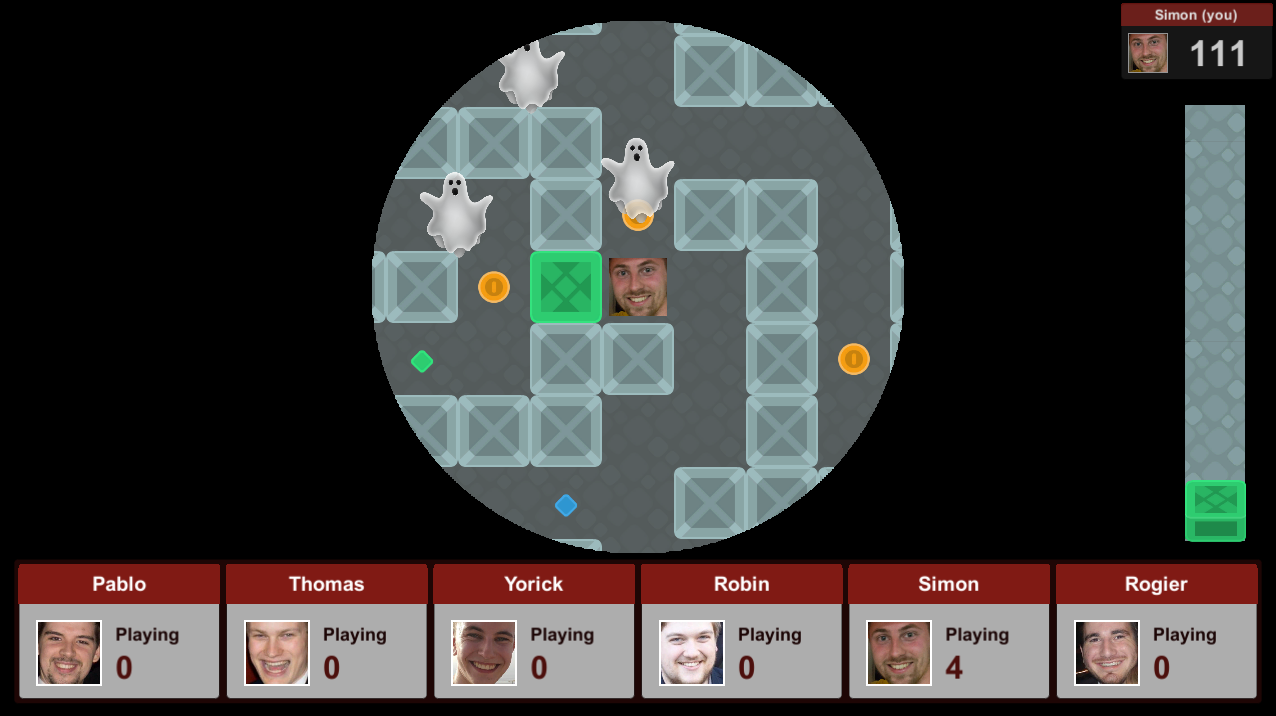 Simon (you)
111
Pablo
Playing
0
Thomas
Playing
0
Yorick
Playing
0
Robin
Playing
0
Simon
Playing
4
Rogier
Playing
0